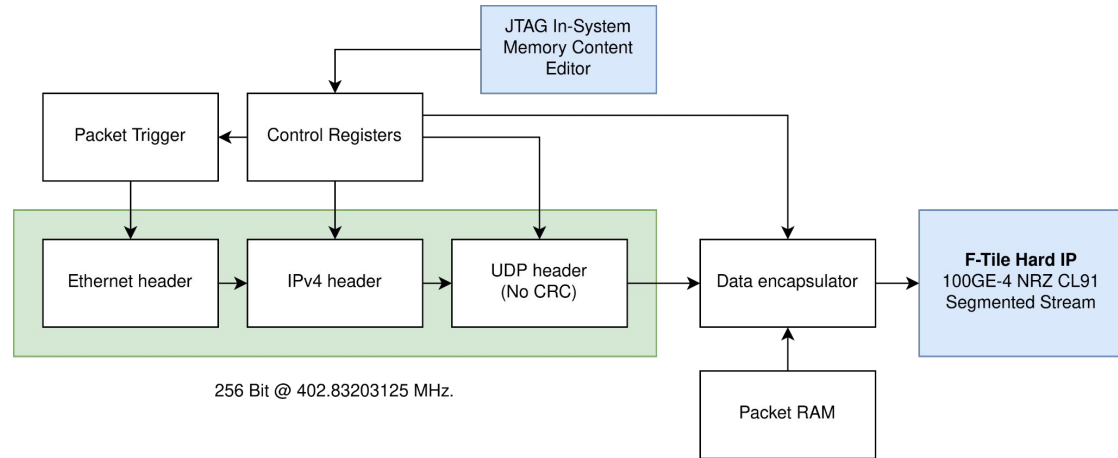 JTAG In-System
Memory Content
Editor
Packet Trigger
Control Registers
Ethernet header
IPv4 header
UDP header
(No CRC)
Data encapsulator
F-Tile Hard IP
100GE-4 NRZ CL91
Segmented Stream
256 Bit @ 402.83203125 MHz.
Packet RAM